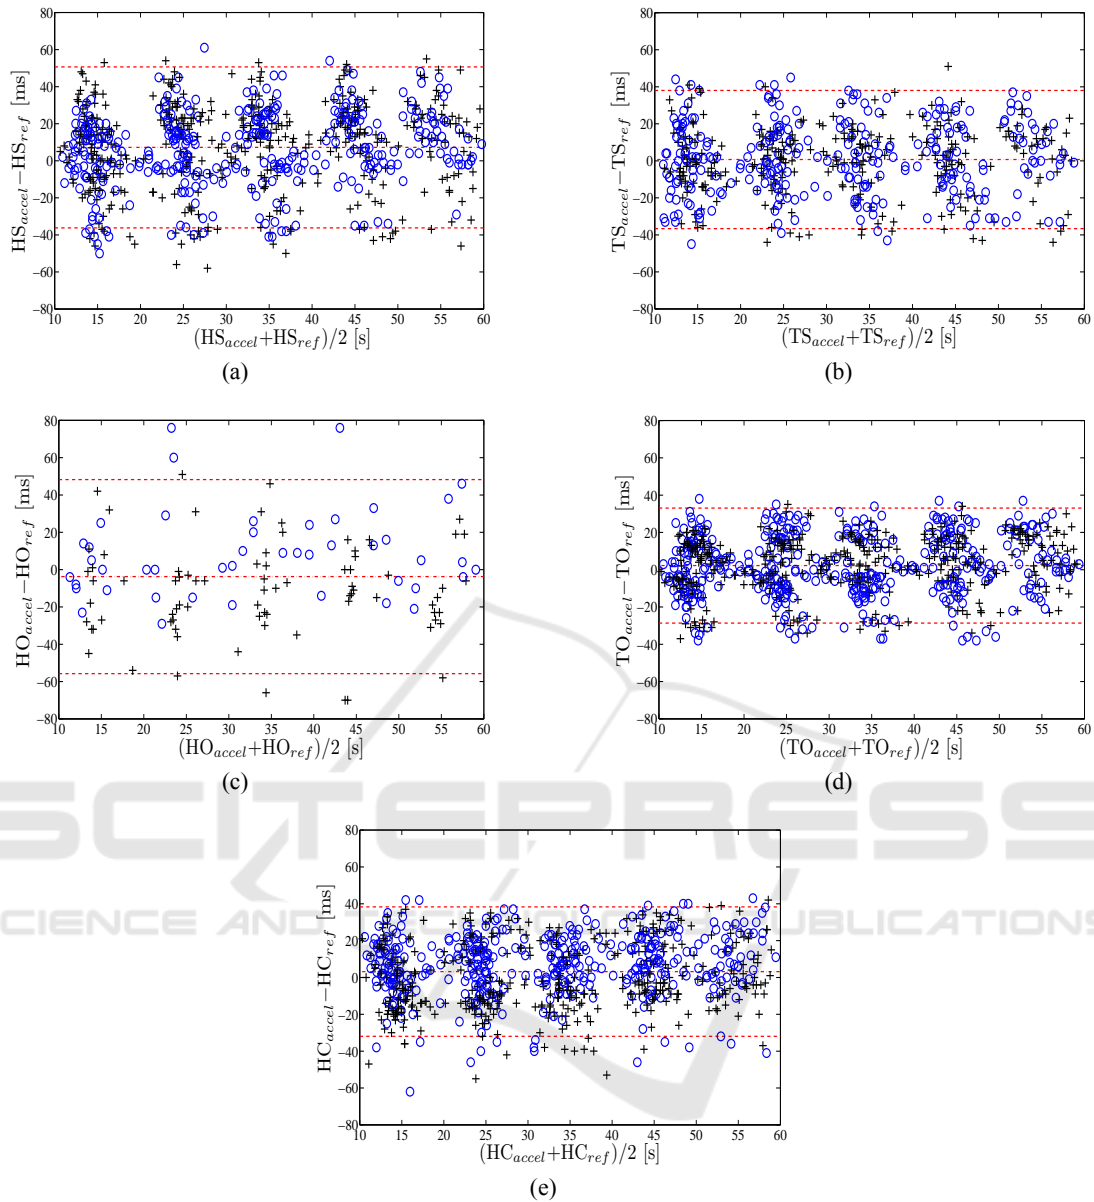 80
60
40
20
0
−20
−40
−60
−80
10 15 20 25 30 35 40 45 50 55 60
HS_accel−HS_ref [ms]
(HS_accel+HS_ref)/2 [s]
(a)
80
60
40
20
0
−20
−40
−60
−80
10 15 20 25 30 35 40 45 50 55 60
TS_accel−TS_ref [ms]
(TS_accel+TS_ref)/2 [s]
(b)
80
60
40
20
0
−20
−40
−60
−80
10 15 20 25 30 35 40 45 50 55 60
HO_accel−HO_ref [ms]
(HO_accel+HO_ref)/2 [s]
(c)
80
60
40
20
0
−20
−40
−60
−80
10 15 20 25 30 35 40 45 50 55 60
TO_accel−TO_ref [ms]
(TO_accel+TO_ref)/2 [s]
(d)
SCITEPRESS
80
60
40
20
0
−20
−40
−60
−80
10 15 20 25 30 35 40 45 50 55 60
HC_accel−HC_ref [ms]
(HC_accel+HC_ref)/2 [s]
(e)